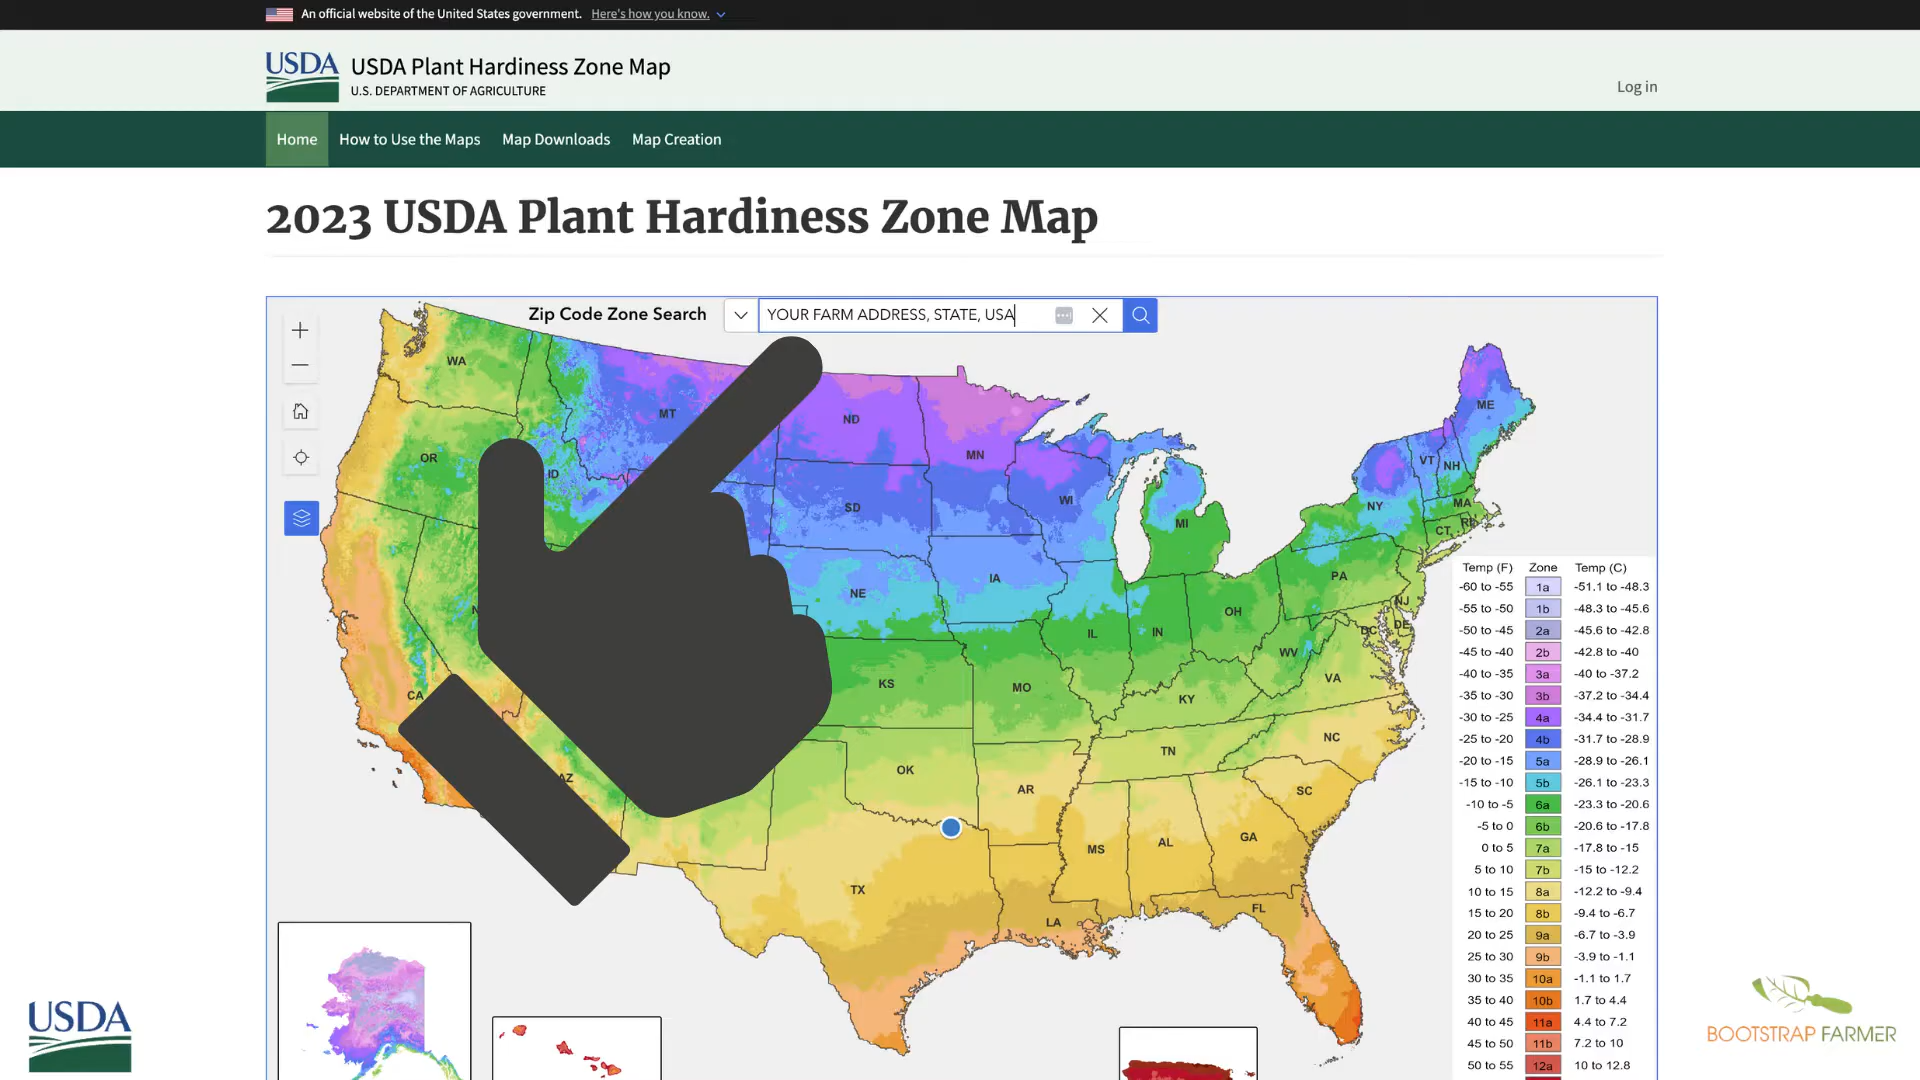 An official website of the United States government. Here's how you know.
USDA
USDA Plant Hardiness Zone Map
U.S. DEPARTMENT OF AGRICULTURE
Log in
Home
How to Use the Maps
Map Downloads
Map Creation
2023 USDA Plant Hardiness Zone Map
Zip Code Zone Search
YOUR FARM ADDRESS, STATE, USA
WA
MT
ND
MN
ME
OR
ID
SD
WI
MI
NY
VT
NH
MA
CT
RI
NE
IA
IL
IN
OH
PA
NJ
DE
DC
WV
VA
CA
KS
MO
KY
NC
AZ
OK
AR
TN
SC
TX
LA
MS
AL
GA
FL
Temp (F) Zone Temp (C)
-60 to -55 1a -51.1 to -48.3
-55 to -50 1b -48.3 to -45.6
-50 to -45 2a -45.6 to -42.8
-45 to -40 2b -42.8 to -40
-40 to -35 3a -40 to -37.2
-35 to -30 3b -37.2 to -34.4
-30 to -25 4a -34.4 to -31.7
-25 to -20 4b -31.7 to -28.9
-20 to -15 5a -28.9 to -26.1
-15 to -10 5b -26.1 to -23.3
-10 to -5 6a -23.3 to -20.6
-5 to 0 6b -20.6 to -17.8
0 to 5 7a -17.8 to -15
5 to 10 7b -15 to -12.2
10 to 15 8a -12.2 to -9.4
15 to 20 8b -9.4 to -6.7
20 to 25 9a -6.7 to -3.9
25 to 30 9b -3.9 to -1.1
30 to 35 10a -1.1 to 1.7
35 to 40 10b 1.7 to 4.4
40 to 45 11a 4.4 to 7.2
45 to 50 11b 7.2 to 10
50 to 55 12a 10 to 12.8
USDA
BOOTSTRAP FARMER